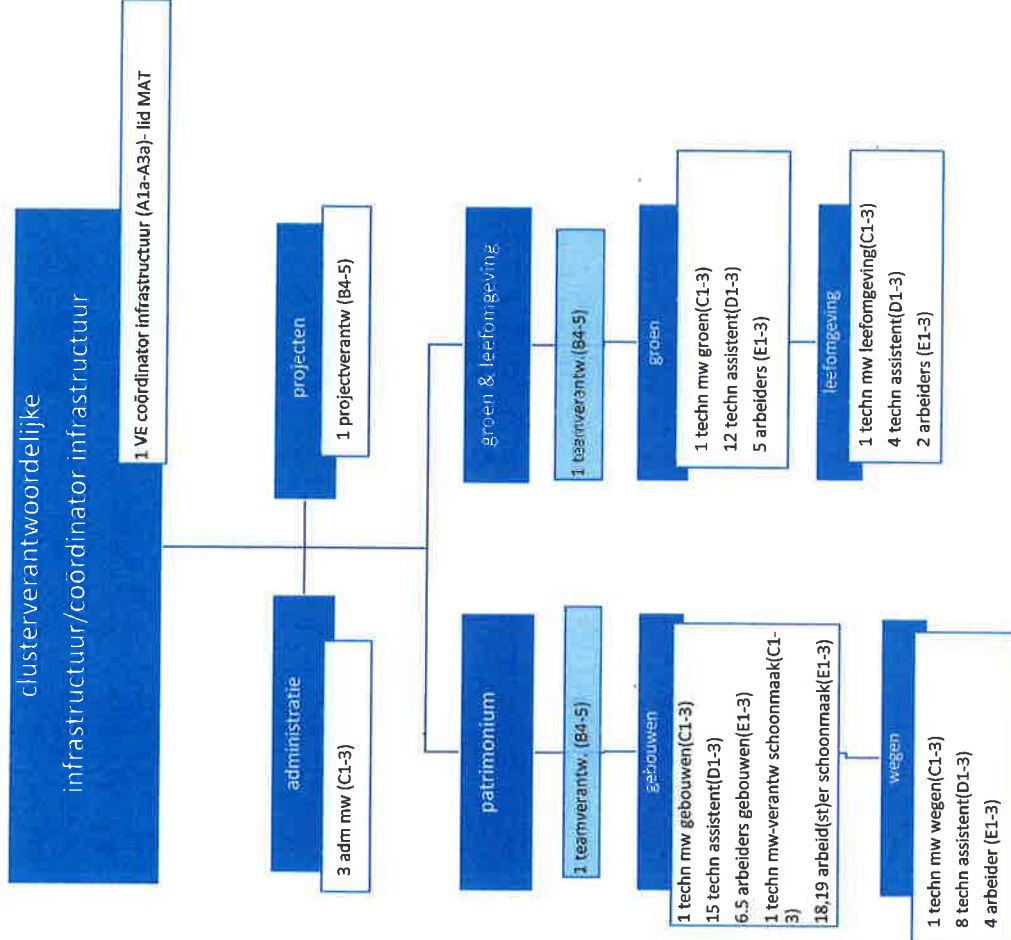 clusterverantwoordelijke
infrastructuur/coördinator infrastructuur
1 VE coördinator infrastructuur (A1a-A3a)- lid MAT
administratie
3 adm mw (C1-3)
projecten
1 projectverantw (B4-5)
patrimonium
1 teamverantw. (B4-5)
gebouwen
1 techn mw gebouwen(C1-3)
15 techn assistent(D1-3)
6.5 arbeiders gebouwen(E1-3)
1 techn mw-verantw schoonmaak(C1-
3)
18,19 arbeid(st)er schoonmaak(E1-3)
wegen
1 techn mw wegen(C1-3)
8 techn assistent(D1-3)
4 arbeider (E1-3)
groen & leefomgeving
1 teamverantw.(B4-5)
groen
1 techn mw groen(C1-3)
12 techn assistent(D1-3)
5 arbeiders (E1-3)
leefomgeving
1 techn mw leefomgeving(C1-3)
4 techn assistent(D1-3)
2 arbeiders (E1-3)